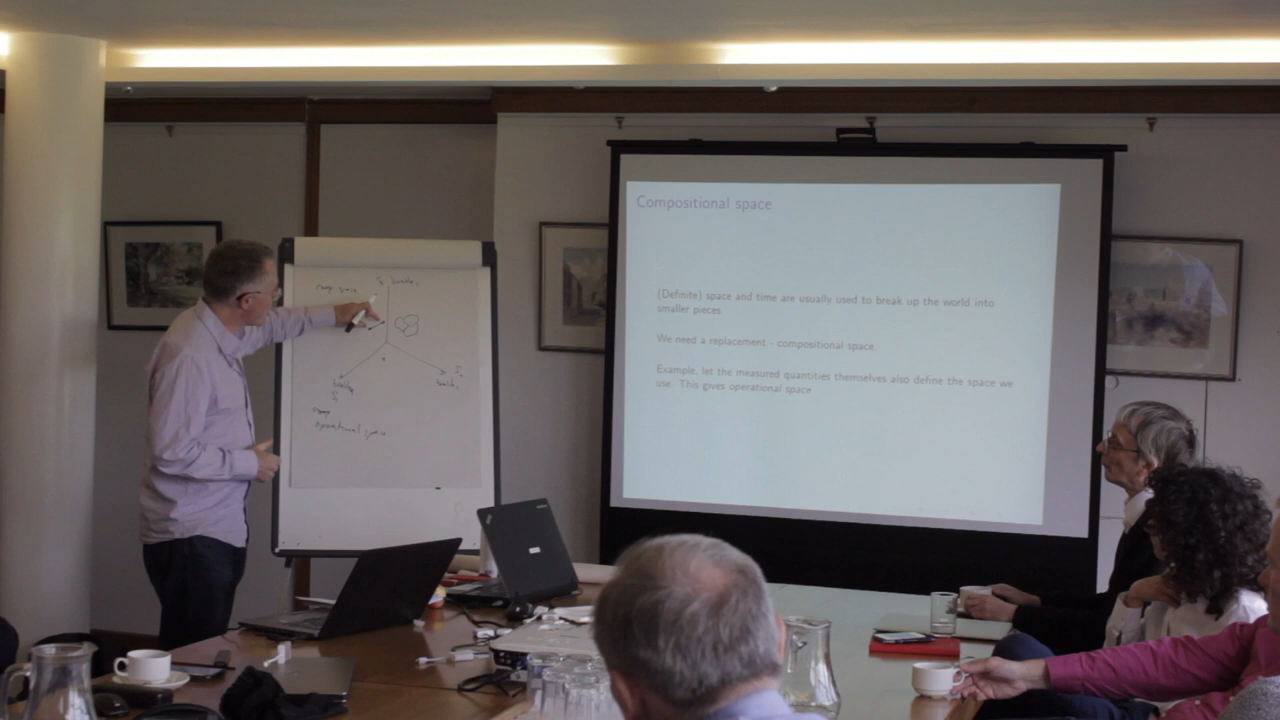 Compositional space
(Definite) space and time are usually used to break up the world into
smaller pieces.
We need a replacement - compositional space.
Example, let the measured quantities themselves also define the space we
use. This gives operational space
operational space